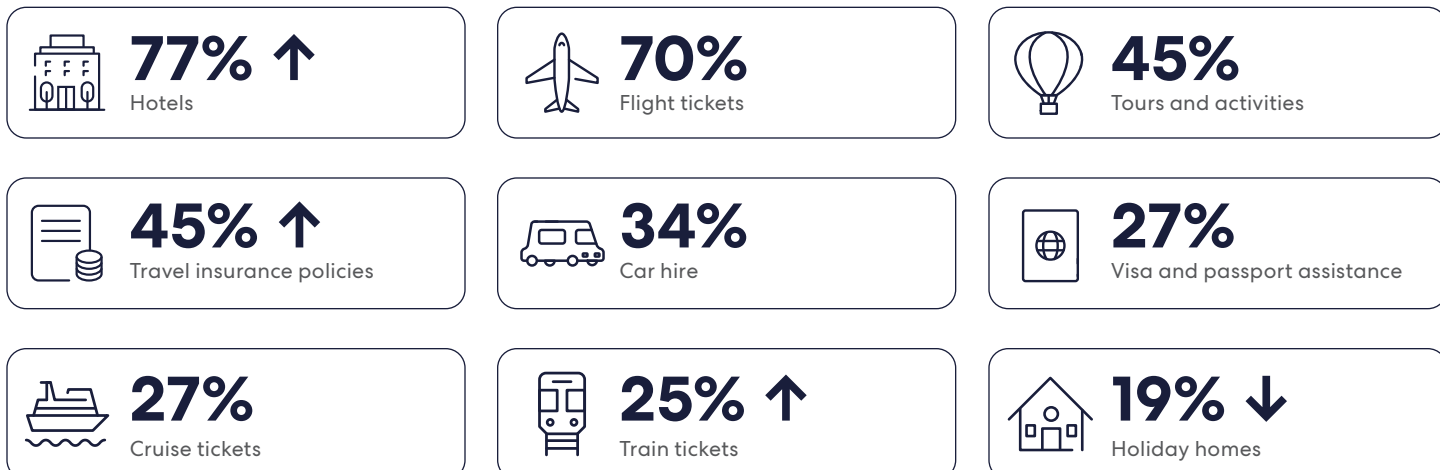 77% ↑
Hotels
70%
Flight tickets
45%
Tours and activities
45% ↑
Travel insurance policies
34%
Car hire
27%
Visa and passport assistance
27%
Cruise tickets
25% ↑
Train tickets
19% ↓
Holiday homes